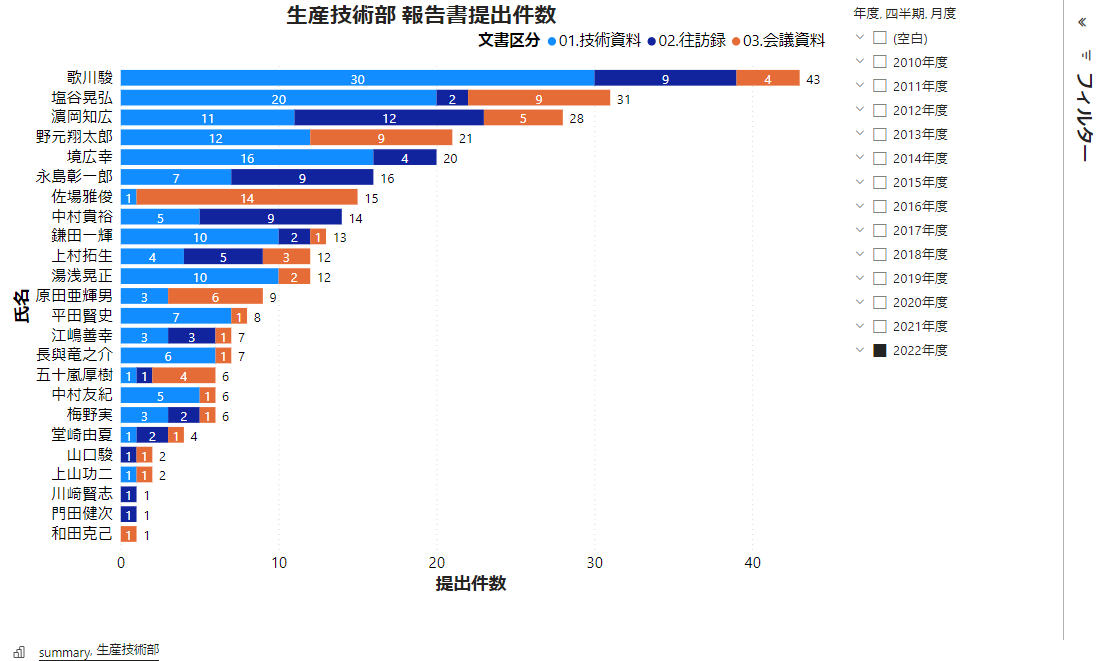 生産技術部 報告書提出件数
文書区分 01.技術資料 02.往訪録 03.会議資料
氏名
歌川駿 30 9 4 43
塩谷晃弘 20 2 9 31
濃岡知広 11 12 5 28
野元翔太郎 12 9 21
境広幸 16 4 20
永島彰一郎 7 9 16
佐場雅俊 1 14 15
中村貴裕 5 9 14
鎌田一輝 10 2 1 13
上村拓生 4 5 3 12
湯浅晃正 10 2 12
原田亜輝男 3 6 9
平田賢史 7 1 8
江嶋善幸 3 3 1 7
長與竜之介 6 1 7
五十嵐厚樹 1 1 4 6
中村友紀 5 1 6
梅野実 3 2 1 6
堂崎由夏 1 2 1 4
山口駿 1 1 2
上山功二 1 1 2
川﨑賢志 1 1
門田健次 1 1
和田克己 1 1
0 10 20 30 40
提出件数
年度, 四半期, 月度
(空白)
2010年度
2011年度
2012年度
2013年度
2014年度
2015年度
2016年度
2017年度
2018年度
2019年度
2020年度
2021年度
2022年度
フィルター
summary, 生産技術部